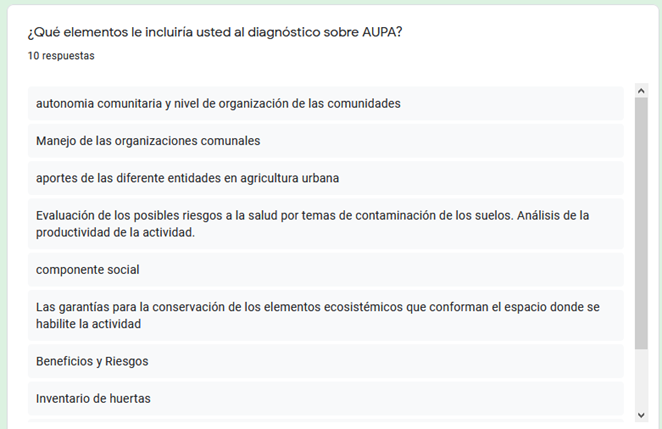 ¿Qué elementos le incluiría usted al diagnóstico sobre AUPA?
10 respuestas
autonomia comunitaria y nivel de organización de las comunidades
Manejo de las organizaciones comunales
aportes de las diferente entidades en agricultura urbana
Evaluación de los posibles riesgos a la salud por temas de contaminación de los suelos. Análisis de la
productividad de la actividad.
componente social
Las garantías para la conservación de los elementos ecosistémicos que conforman el espacio donde se
habilite la actividad
Beneficios y Riesgos
Inventario de huertas